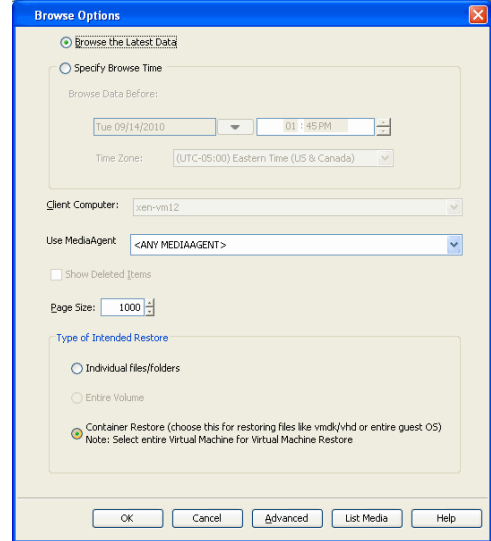 Browse Options
Browse the Latest Data
Specify Browse Time
Browse Data Before:
Tue 09/14/2010
01 : 45 PM
Time Zone:
(UTC-05:00) Eastern Time (US & Canada)
Client Computer:
xen-vm12
Use MediaAgent
<ANY MEDIAAGENT>
Show Deleted Items
Page Size:
1000
Type of Intended Restore
Individual files/folders
Entire Volume
Container Restore (choose this for restoring files like vmdk/vhd or entire guest OS)
Note: Select entire Virtual Machine for Virtual Machine Restore
OK
Cancel
Advanced
List Media
Help